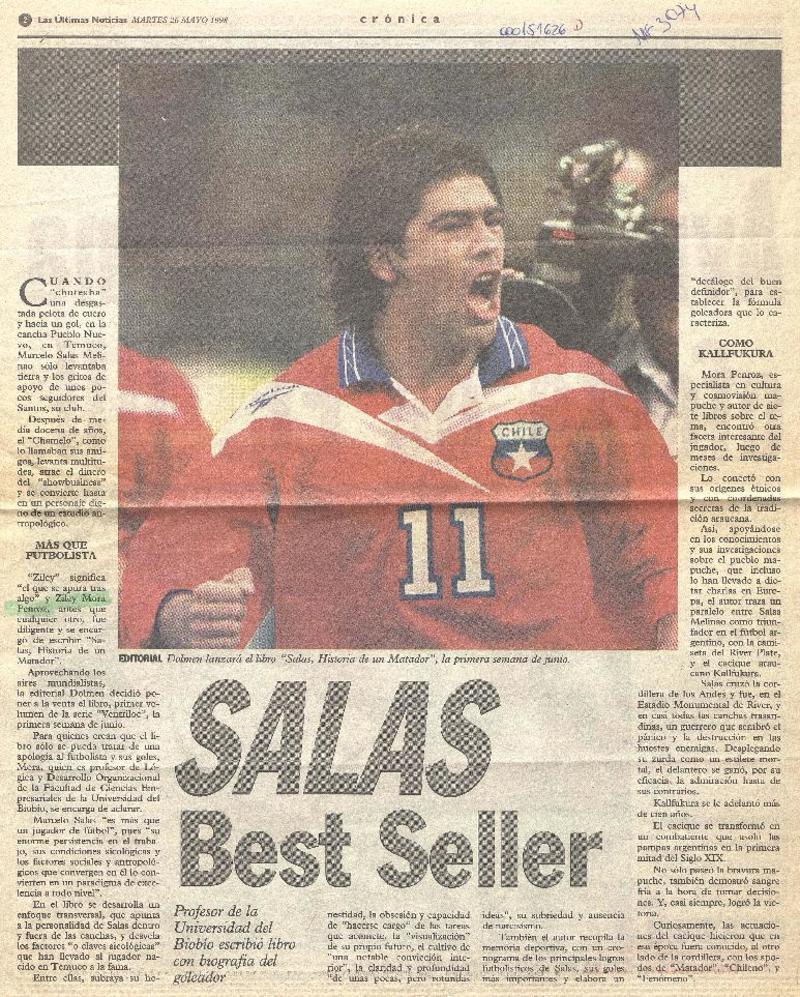 2 Las Últimas Noticias MARTES 26 MAYO 1998
crónica
000151626 D
CUANDO
"chuteaba"
una desgas-
tada pelota de cuero
y hacía un gol, en la
cancha Pueblo Nue-
vo, en Temuco,
Marcelo Salas Meli-
nao sólo levantaba
tierra y los gritos de
apoyo de unos po-
cos seguidores del
Santos, su club.
Después de me-
dia docena de años,
el "Chamelo", como
lo llamaban sus ami-
gos, levanta multitu-
des, atrae el dinero
del "showbusiness"
y se convierte hasta
en un personaje dig-
no de un estudio an-
tropológico.
MÁS QUE
FUTBOLISTA
"Ziley" significa
"el que se apura tras
algo" y Ziley Mora
Penroz, antes que
cualquier otro, fue
diligente y se encar-
gó de escribir "Sa-
las, Historia de un
Matador".
Aprovechando los
aires mundialistas,
la editorial Dolmen decidió po-
ner a la venta el libro, primer vo-
lumen de la serie "Ventriloc", la
primera semana de junio.
Para quienes crean que el li-
bro sólo se pueda tratar de una
apología al futbolista y sus goles,
Mora, quien es profesor de Ló-
gica y Desarrollo Organizacional
de la Facultad de Ciencias Em-
presariales de la Universidad del
Biobío, se encarga de aclarar.
Marcelo Salas "es más que
un jugador de fútbol", pues "su
enorme persistencia en el traba-
jo, sus condiciones sicológicas y
los factores sociales y antropoló-
gicos que convergen en él lo con-
vierten en un paradigma de exce-
lencia a todo nivel".
En el libro se desarrolla un
enfoque transversal, que apunta
a la personalidad de Salas dentro
y fuera de las canchas, y devela
los factores "o claves sicológicas"
que han llevado al jugador na-
cido en Temuco a la fama.
Entre ellas, subraya su ho-
CHILE
11
EDITORIAL Dolmen lanzará el libro "Salas, Historia de un Matador", la primera semana de junio.
SALAS
Best Seller
Profesor de la
Universidad del
Biobío escribió libro
con biografía del
goleador
nestidad, la obsesión y capacidad
de "hacerse cargo" de las tareas
que acomete, la "visualización"
de su propio futuro, el cultivo de
"una notable convicción inte-
rior", la claridad y profundidad
"de unas pocas, pero rotundas
ideas", su sobriedad y ausencia
de narcisismo.
También el autor recupila la
memoria deportiva, con un cro-
nograma de los principales logros
futbolísticos de Salas, sus goles
más importantes y elabora un
"decálogo del buen
definidor", para es-
tablecer la fórmula
goleadora que lo ca-
racteriza.
COMO
KALLFUKURA
Mora Penroz, es-
pecialista en cultura
y cosmovisión ma-
puche y autor de sie-
te libros sobre el te-
ma, encontró otra
faceta interesante del
jugador, luego de
meses de investiga-
ciones.
Lo conectó con
sus orígenes étnicos
y con coordenadas
secretas de la tradi-
ción araucana.
Así, apoyándose
en los conocimientos
y sus investigaciones
sobre el pueblo ma-
puche, que incluso
lo han llevado a dic-
tar charlas en Euro-
pa, el autor traza un
paralelo entre Salas
Melinao como triun-
fador en el fútbol ar-
gentino, con la cami-
seta del River Plate,
y el cacique arau-
cano Kallfukura.
Salas cruzó la cor-
dillera de los Andes y fue, en el
Estadio Monumental de River, y
en casi todas las canchas trasan-
dinas, un guerrero que sembró el
pánico y la destrucción en las
huestes enemigas. Desplegando
su zurda como un estilete mor-
tal, el delantero se ganó, por su
eficacia, la admiración hasta de
sus contrarios.
Kallfukura se le adelantó más
de cien años.
El cacique se transformó en
un combatiente que asoló las
pampas argentinas en la primera
mitad del Siglo XIX.
No sólo paseó la bravura ma-
puche, también demostró sangre
fría a la hora de tomar decisio-
nes. Y, casi siempre, logró la vic-
toria.
Curiosamente, las actuacio-
nes del cacique hicieron que en
esa época fuera conocido, al otro
lado de la cordillera, con los apo-
dos de "Matador", "Chileno", y
"Fenómeno".